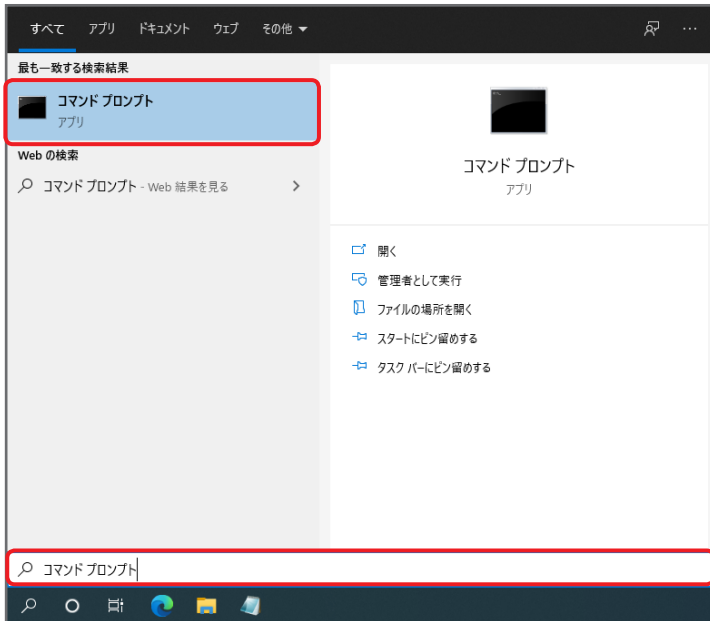 すべて アプリ ドキュメント ウェブ その他
最も一致する検索結果
コマンド プロンプト
アプリ
Web の検索
コマンド プロンプト - Web 結果を見る
コマンド プロンプト
アプリ
開く
管理者として実行
ファイルの場所を開く
スタートにピン留めする
タスク バーにピン留めする
コマンド プロンプト